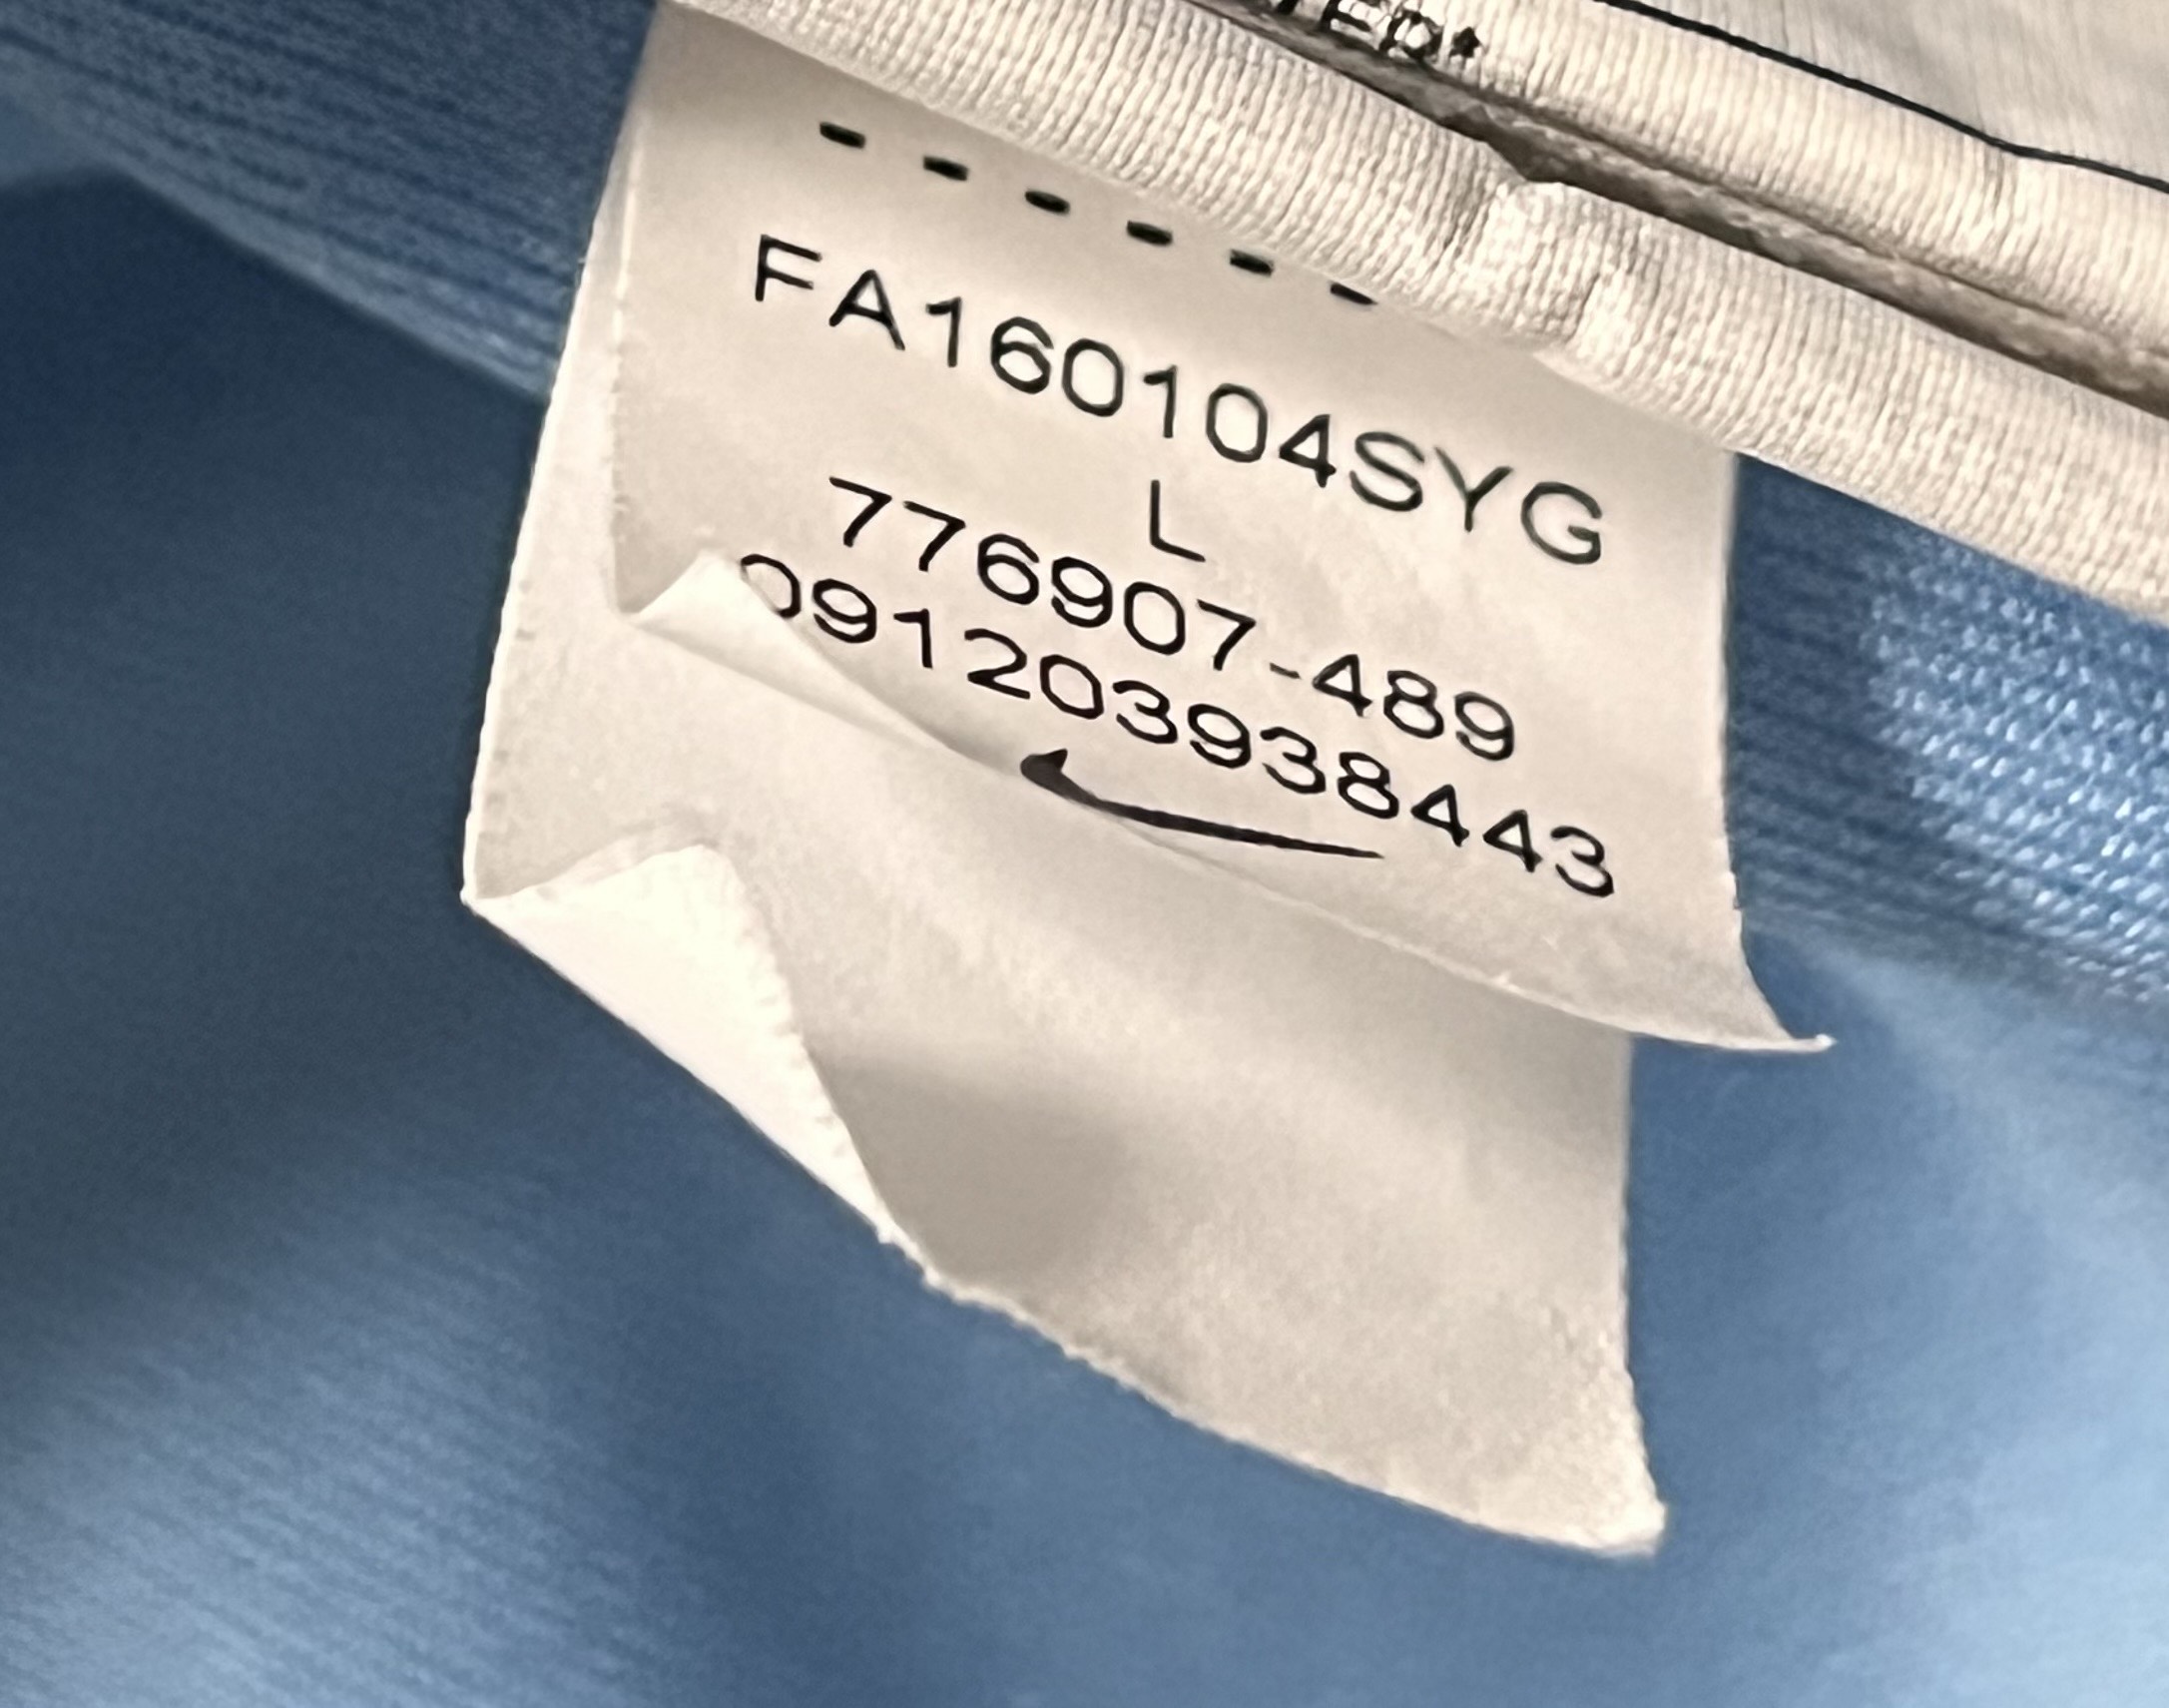 - - - - - -
FA160104SYG
L
776907-489
091203938443